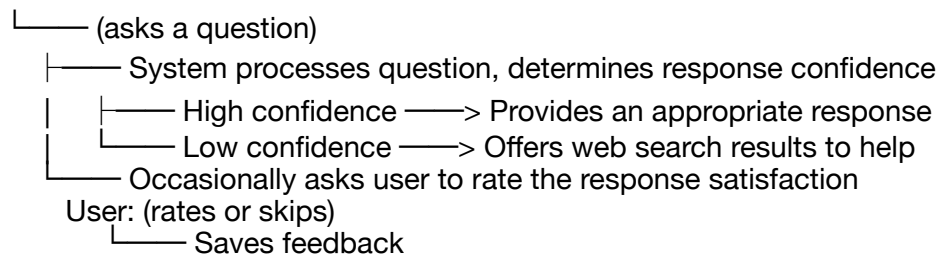 └─── (asks a question)
├─── System processes question, determines response confidence
│ ├─── High confidence ───> Provides an appropriate response
│ └─── Low confidence ───> Offers web search results to help
└─── Occasionally asks user to rate the response satisfaction
User: (rates or skips)
└─── Saves feedback